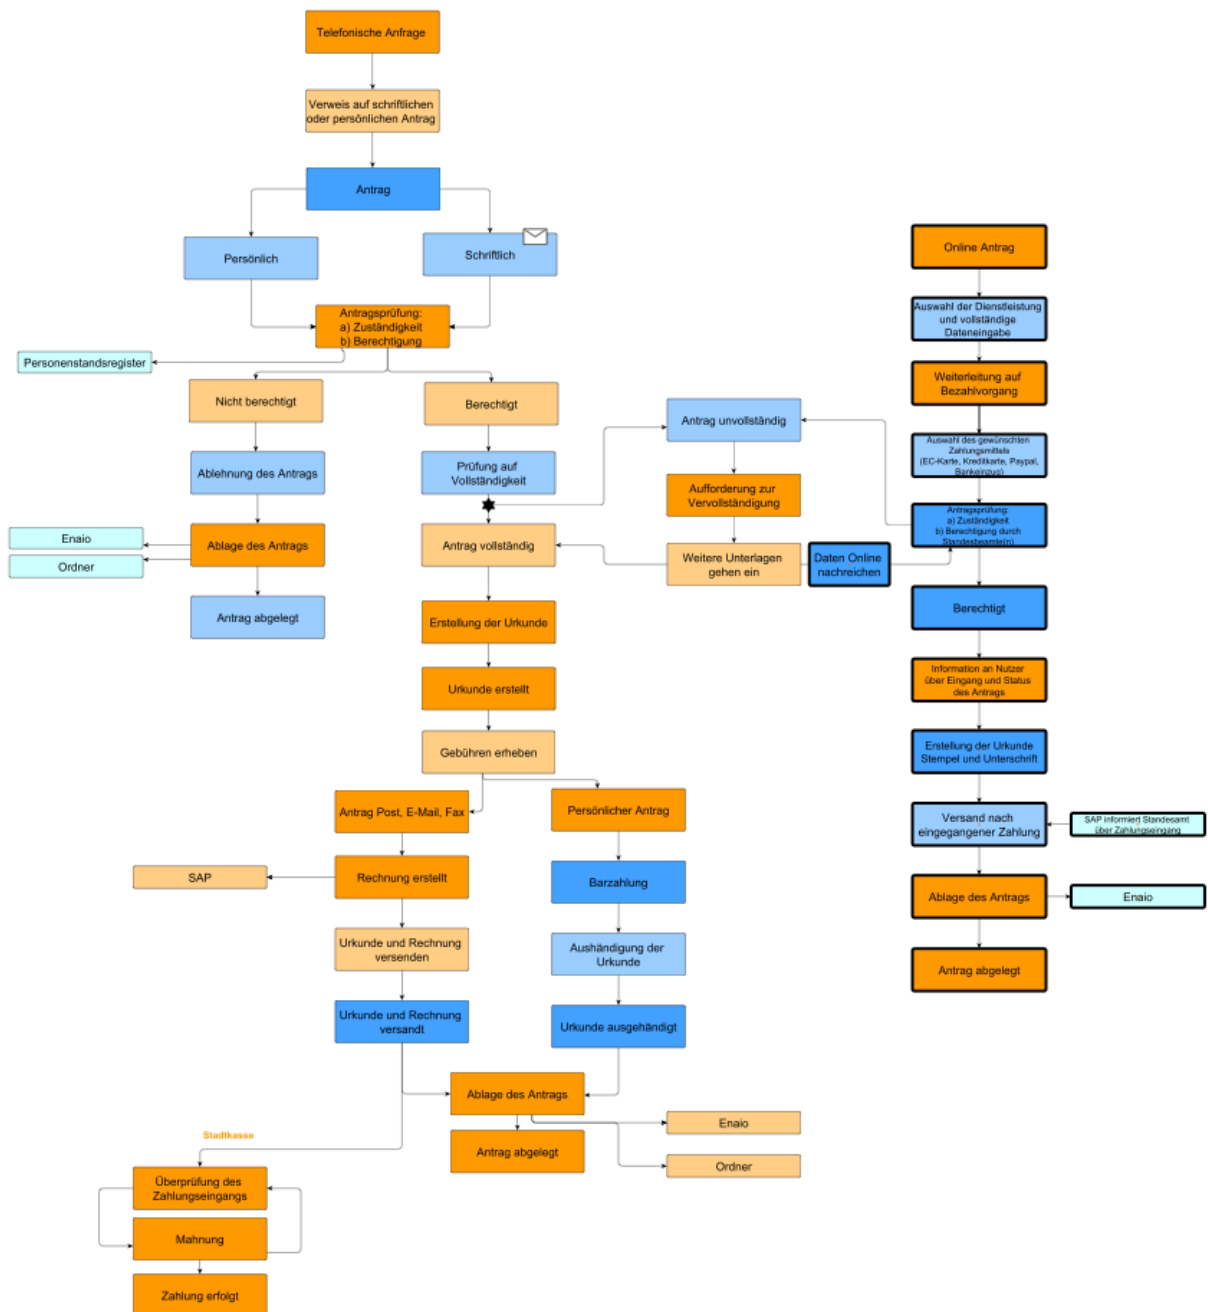 Telefonische Anfrage
Verweis auf schriftlichen
oder persönlichen Antrag
Antrag
Persönlich
Schriftlich
Antragsprüfung:
a) Zuständigkeit
b) Berechtigung
Personenstandsregister
Nicht berechtigt
Berechtigt
Ablehnung des Antrags
Prüfung auf
Vollständigkeit
Enaio
Ordner
Ablage des Antrags
Antrag abgelegt
Antrag vollständig
Antrag unvollständig
Aufforderung zur
Vervollständigung
Weitere Unterlagen
gehen ein
Daten Online
nachreichen
Erstellung der Urkunde
Urkunde erstellt
Gebühren erheben
Antrag Post, E-Mail, Fax
Persönlicher Antrag
SAP
Rechnung erstellt
Barzahlung
Urkunde und Rechnung
versenden
Aushändigung der
Urkunde
Urkunde und Rechnung
versandt
Urkunde ausgehändigt
Ablage des Antrags
Enaio
Antrag abgelegt
Ordner
Stadtkasse
Überprüfung des
Zahlungseingangs
Mahnung
Zahlung erfolgt
Online Antrag
Auswahl der Dienstleistung
und vollständige
Dateneingabe
Weiterleitung auf
Bezahlvorgang
Auswahl des gewünschten
Zahlungsmittels
(EC-Karte, Kreditkarte, Paypal,
Bankeinzug)
Antragsprüfung:
a) Zuständigkeit
b) Berechtigung durch
Standesbeamte(n)
Berechtigt
Information an Nutzer
über Eingang und Status
des Antrags
Erstellung der Urkunde
Stempel und Unterschrift
Versand nach
eingegangener Zahlung
SAP informiert Standesamt
über Zahlungseingang
Ablage des Antrags
Enaio
Antrag abgelegt